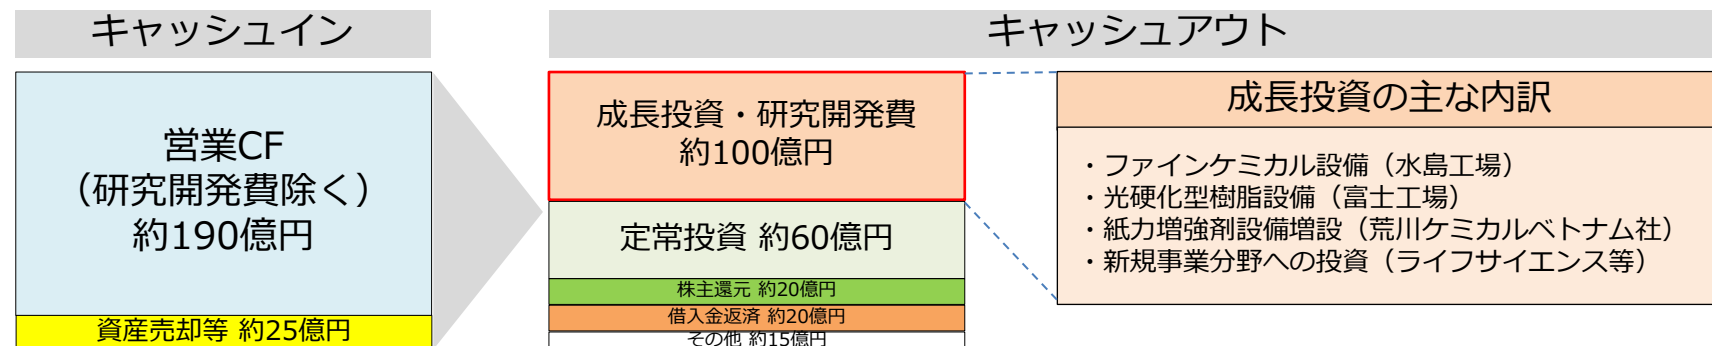 キャッシュイン
キャッシュアウト
営業CF
（研究開発費除く）
約190億円
資産売却等 約25億円
成長投資・研究開発費
約100億円
定常投資 約60億円
株主還元 約20億円
借入金返済 約20億円
その他 約15億円
成長投資の主な内訳
・ファインケミカル設備（水島工場）
・光硬化型樹脂設備（富士工場）
・紙力増強剤設備増設（荒川ケミカルベトナム社）
・新規事業分野への投資（ライフサイエンス等）